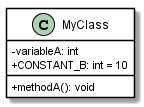 C MyClass
-variableA: int
+CONSTANT_B: int = 10
+methodA(): void